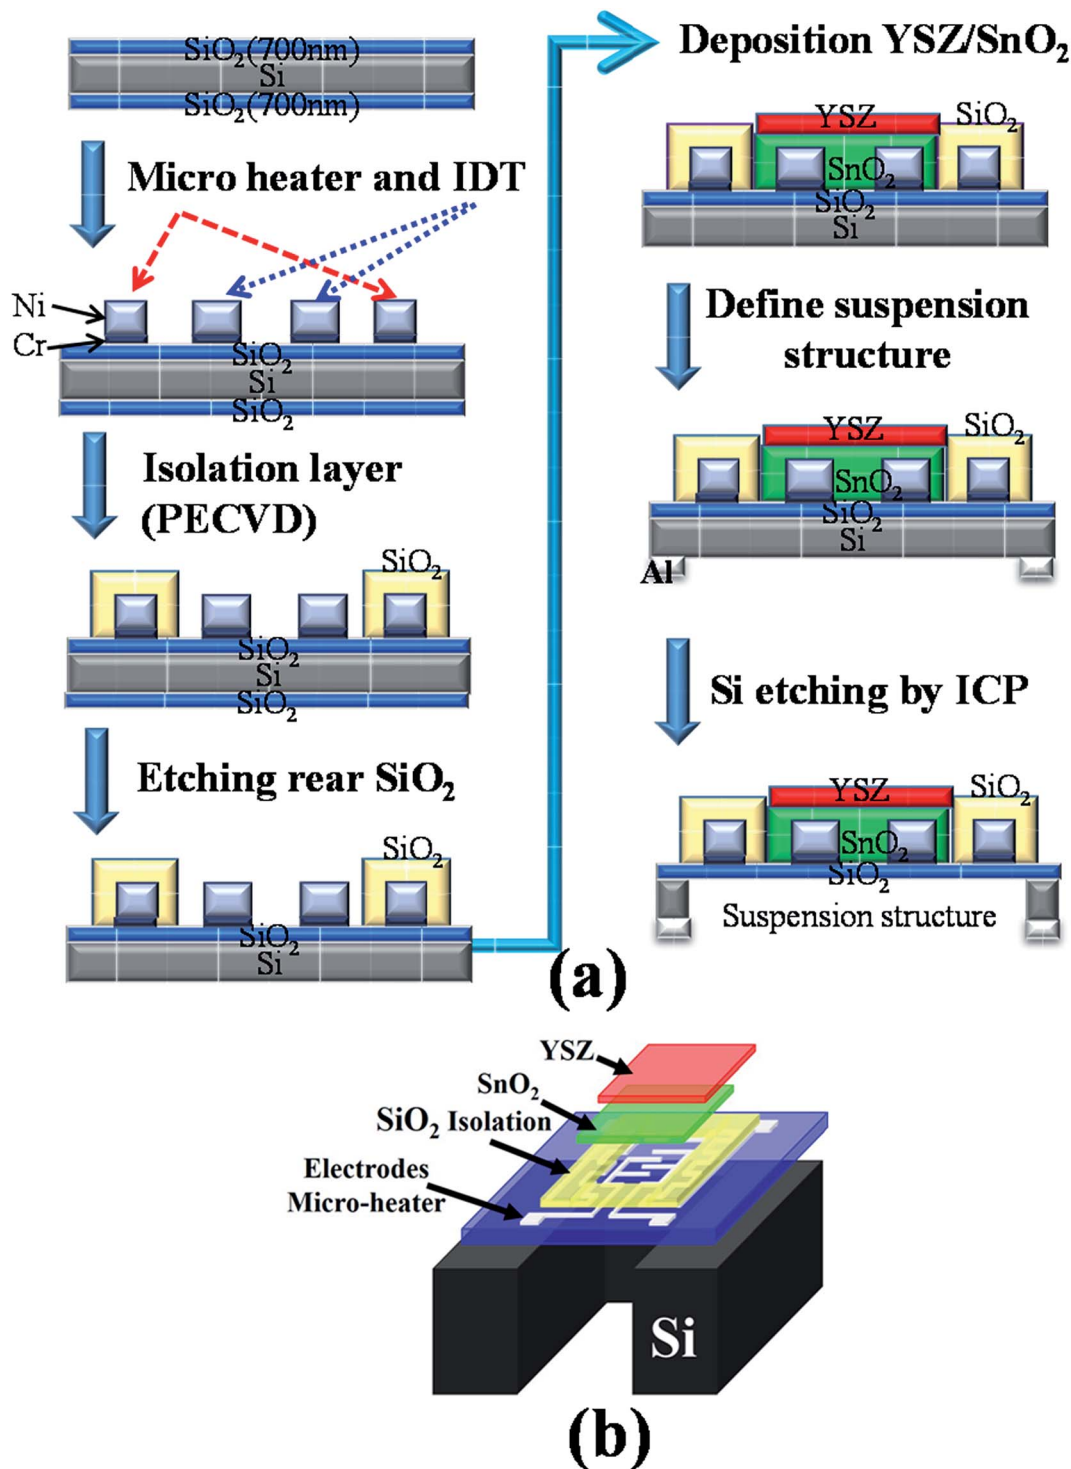 SiO₂(700nm)
Si
SiO₂(700nm)
Micro heater and IDT
Ni
Cr
SiO₂
Si
SiO₂
Isolation layer
(PECVD)
SiO₂
SiO₂
Si
SiO₂
Etching rear SiO₂
SiO₂
SiO₂
Si
Deposition YSZ/SnO₂
YSZ
SiO₂
SnO₂
SiO₂
Si
Define suspension
structure
YSZ
SiO₂
SnO₂
SiO₂
Si
Al
Si etching by ICP
YSZ
SiO₂
SnO₂
SiO₂
Suspension structure
(a)
YSZ
SnO₂
SiO₂ Isolation
Electrodes
Micro-heater
Si
(b)